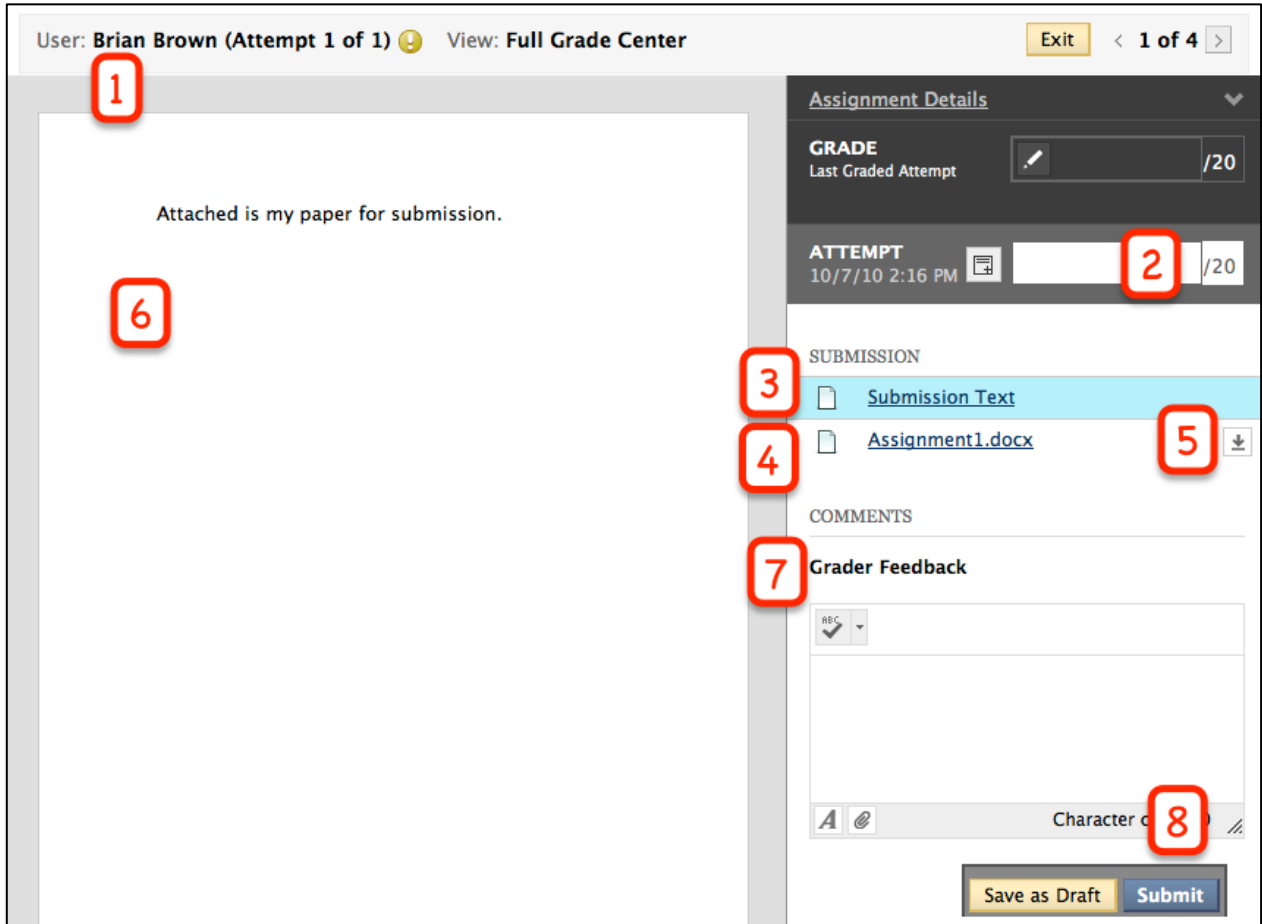 User: Brian Brown (Attempt 1 of 1) View: Full Grade Center Exit < 1 of 4 >
1
Assignment Details
GRADE
Last Graded Attempt
/20
Attached is my paper for submission.
ATTEMPT
10/7/10 2:16 PM
2 /20
6
SUBMISSION
3 Submission Text
4 Assignment1.docx 5
COMMENTS
7 Grader Feedback
ABC
A Character 8
Save as Draft Submit